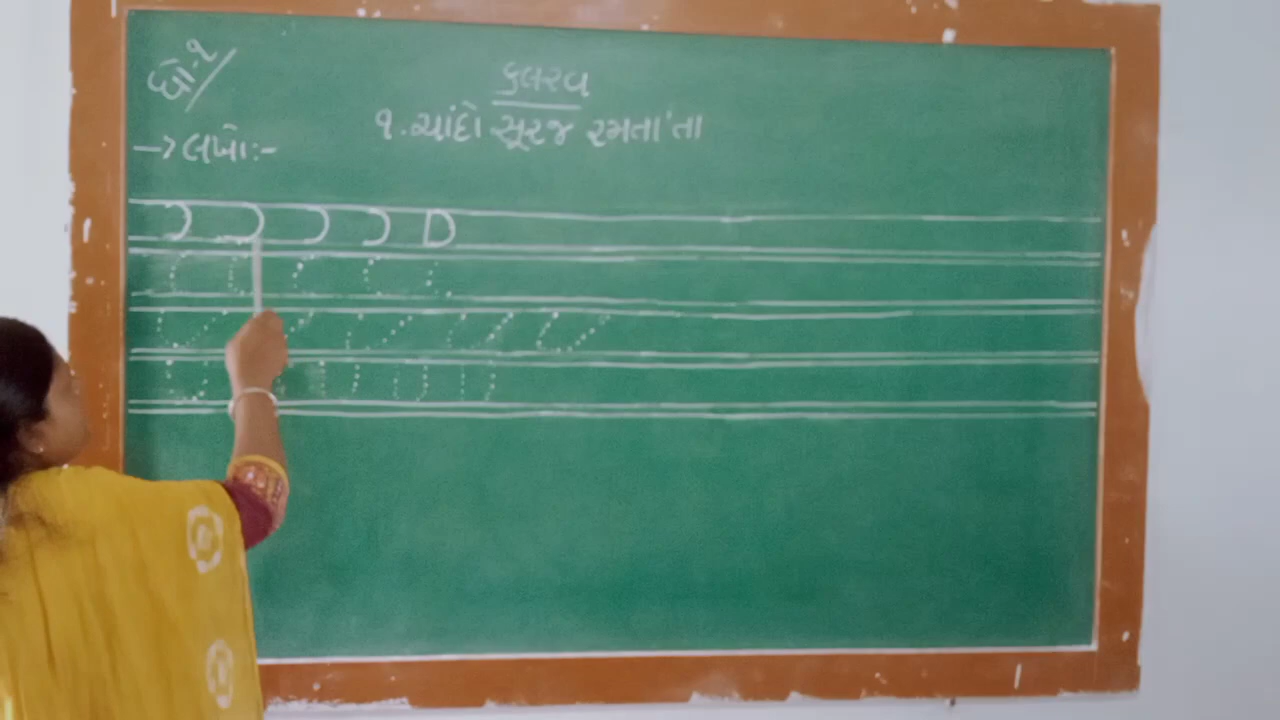 ધો-૧
કલરવ
૧. ચાંદો સૂરજ રમતા'તા
→ લખો:-